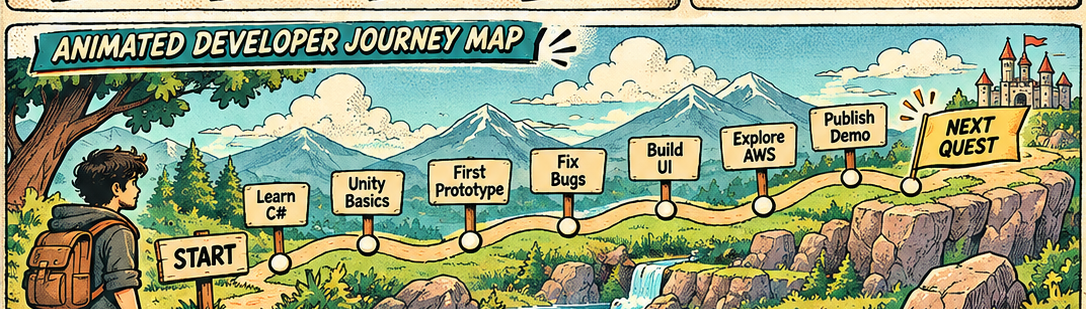 ANIMATED DEVELOPER JOURNEY MAP
START
Learn
C#
Unity
Basics
First
Prototype
Fix
Bugs
Build
UI
Explore
AWS
Publish
Demo
NEXT
QUEST